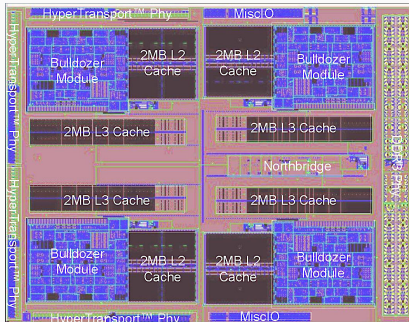 HyperTransport™ Phy
MiscIO
HyperTransport™ Phy
Bulldozer
Module
2MB L2
Cache
2MB L2
Cache
Bulldozer
Module
2MB L3 Cache
2MB L3 Cache
Northbridge
DDR3 Phy
2MB L3 Cache
2MB L3 Cache
HyperTransport™ Phy
Bulldozer
Module
2MB L2
Cache
2MB L2
Cache
Bulldozer
Module
HyperTransport™ Phy
MiscIO